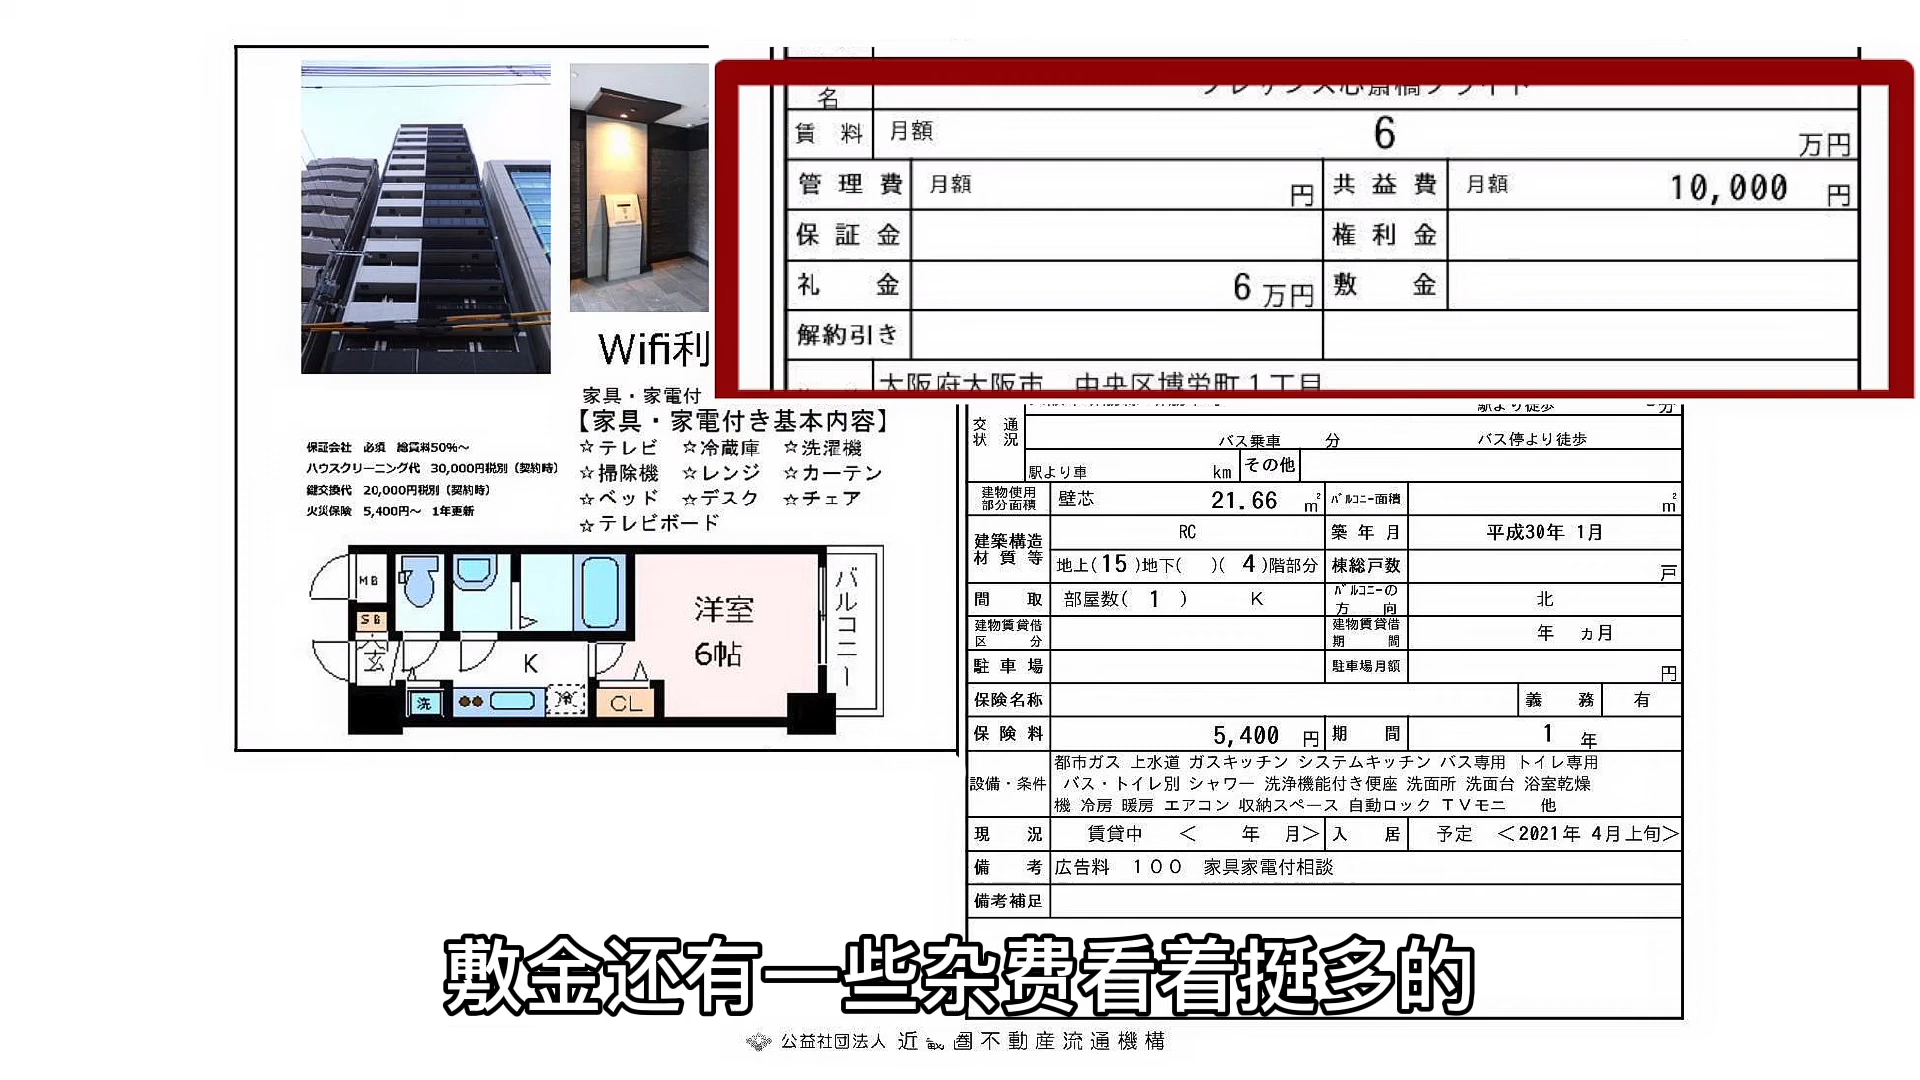 Wifi利
家具・家電付
【家具・家電付き基本内容】
☆テレビ ☆冷蔵庫 ☆洗濯機
☆掃除機 ☆レンジ ☆カーテン
☆ベッド ☆デスク ☆チェア
☆テレビボード
保証会社 必須 総賃料50%～
ハウスクリーニング代 30,000円税別（契約時）
鍵交換代 20,000円税別（契約時）
火災保険 5,400円～ 1年更新
MB
SB
玄
K
洗
冷
CL
洋室
6帖
バルコニー
名 プレサンス心斎橋ブライト
賃料 月額 6 万円
管理費 月額 円 共益費 月額 10,000 円
保証金 権利金
礼金 6万円 敷金
解約引き
大阪府大阪市 中央区博労町1丁目
交通状況 駅より徒歩 分
バス乗車 分 バス停より徒歩
駅より車 km その他
建物使用部分面積 壁芯 21.66 ㎡ バルコニー面積 ㎡
建築構造材質等 RC 築年月 平成30年 1月
地上(15)地下( )( 4)階部分 棟総戸数 戸
間取 部屋数( 1 ) K バルコニーの方向 北
建物賃貸借区分 建物賃貸借期間 年 ヵ月
駐車場 駐車場月額 円
保険名称 義務 有
保険料 5,400 円 期間 1 年
設備・条件 都市ガス 上水道 ガスキッチン システムキッチン バス専用 トイレ専用
バス・トイレ別 シャワー 洗浄機能付き便座 洗面所 洗面台 浴室乾燥
機 冷房 暖房 エアコン 収納スペース 自動ロック TVモニ 他
現況 賃貸中 ＜ 年 月＞ 入居 予定 ＜2021年 4月上旬＞
備考 広告料 １００ 家具家電付相談
備考補足
敷金还有一些杂费看着挺多的
公益社団法人 近畿圏不動産流通機構